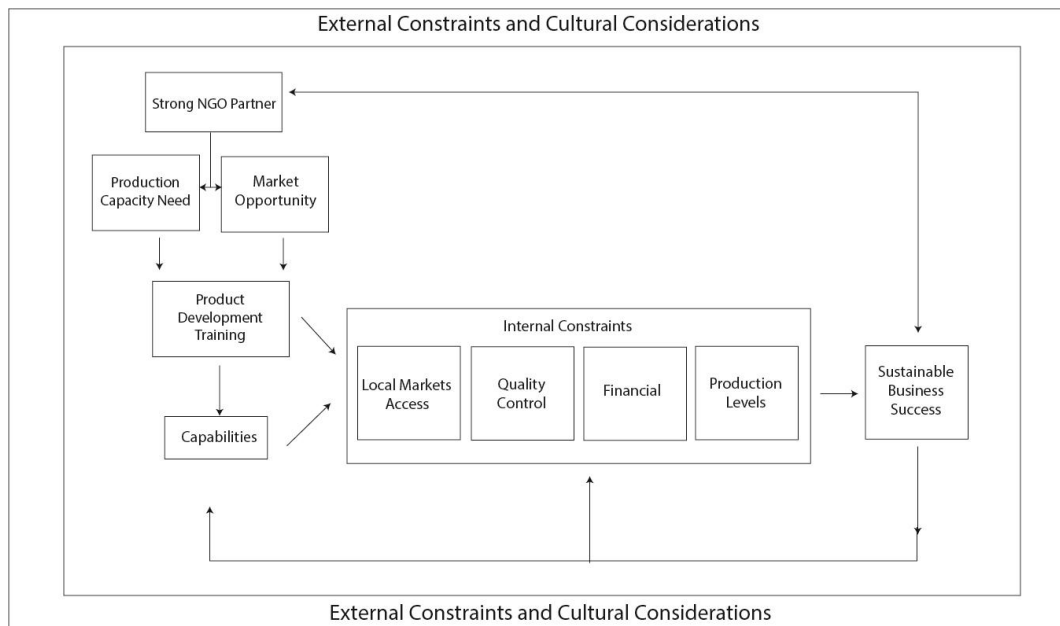 External Constraints and Cultural Considerations
Strong NGO Partner
Production
Capacity Need
Market
Opportunity
Product
Development
Training
Capabilities
Internal Constraints
Local Markets
Access
Quality
Control
Financial
Production
Levels
Sustainable
Business
Success
External Constraints and Cultural Considerations